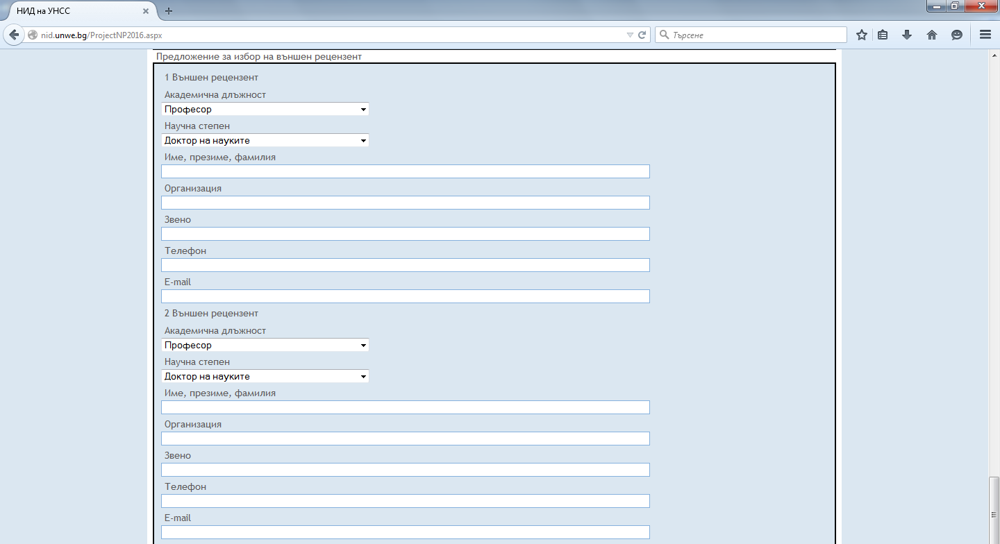 НИД на УНСС
nid.unwe.bg/ProjectNP2016.aspx
Търсене
Предложение за избор на външен рецензент
1 Външен рецензент
Академична длъжност
Професор
Научна степен
Доктор на науките
Име, презиме, фамилия
Организация
Звено
Телефон
E-mail
2 Външен рецензент
Академична длъжност
Професор
Научна степен
Доктор на науките
Име, презиме, фамилия
Организация
Звено
Телефон
E-mail